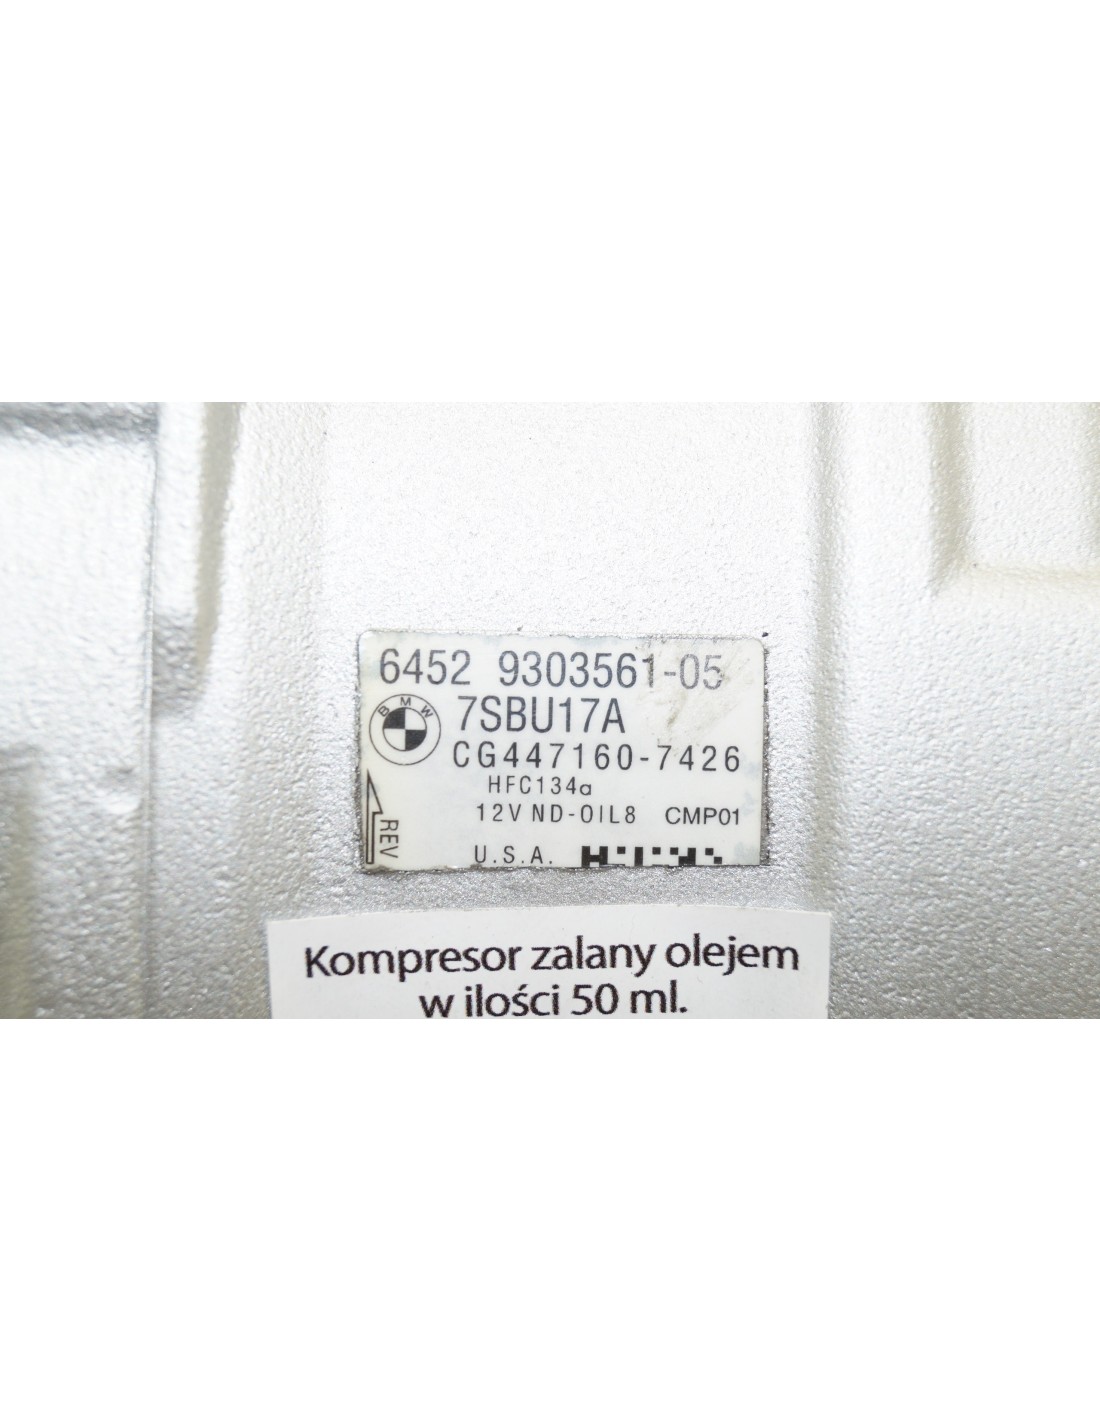 6452 9303561-05
BMW
7SBU17A
CG447160-7426
HFC134a
12V ND-OIL8 CMP01
REV
U.S.A.
Kompresor zalany olejem
w ilości 50 ml.